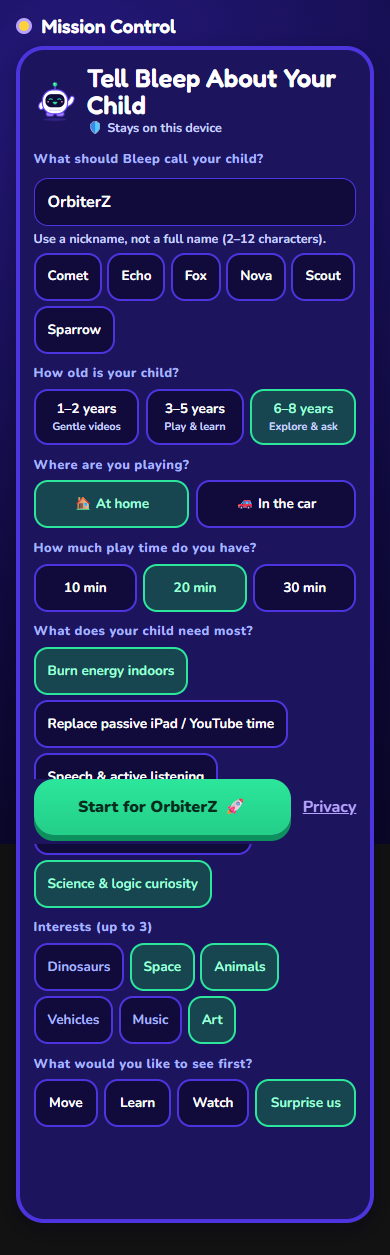 Mission Control
Tell Bleep About Your
Child
Stays on this device
What should Bleep call your child?
OrbiterZ
Use a nickname, not a full name (2–12 characters).
Comet
Echo
Fox
Nova
Scout
Sparrow
How old is your child?
1–2 years
Gentle videos
3–5 years
Play & learn
6–8 years
Explore & ask
Where are you playing?
At home
In the car
How much play time do you have?
10 min
20 min
30 min
What does your child need most?
Burn energy indoors
Replace passive iPad / YouTube time
Speech & active listening
Start for OrbiterZ
Privacy
Science & logic curiosity
Interests (up to 3)
Dinosaurs
Space
Animals
Vehicles
Music
Art
What would you like to see first?
Move
Learn
Watch
Surprise us